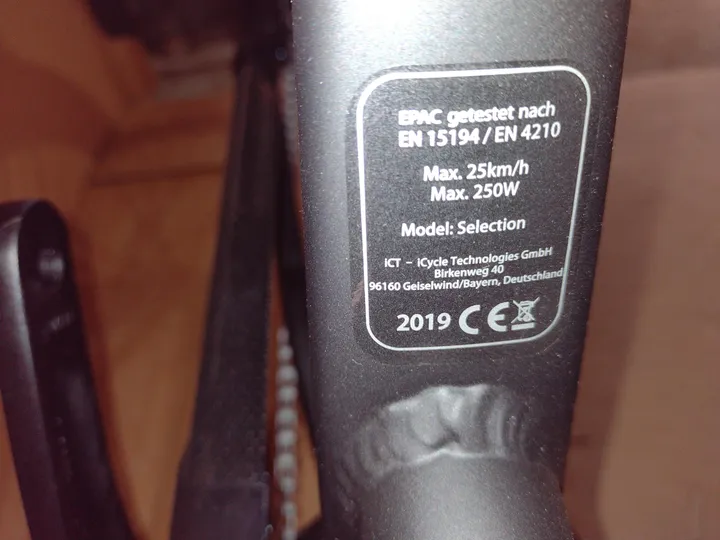 EPAC getestet nach
EN 15194 / EN 4210
Max. 25km/h
Max. 250W
Model: Selection
iCT – iCycle Technologies GmbH
Birkenweg 40
96160 Geiselwind/Bayern, Deutschland
2019 CE